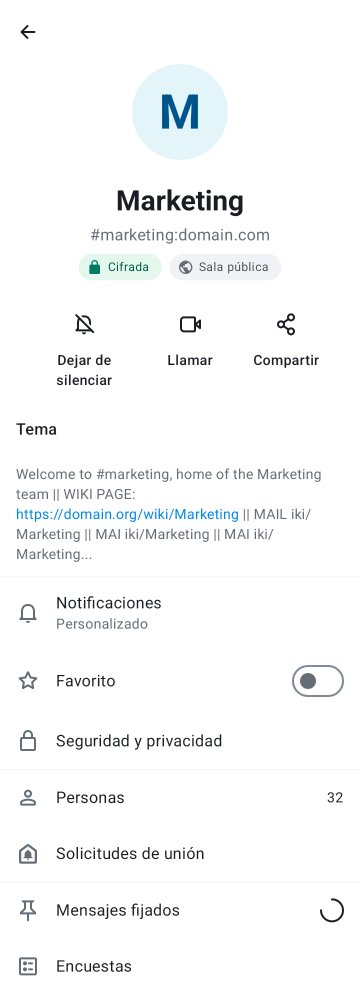 M
Marketing
#marketing:domain.com
Cifrada
Sala pública
Dejar de
silenciar
Llamar
Compartir
Tema
Welcome to #marketing, home of the Marketing
team || WIKI PAGE:
https://domain.org/wiki/Marketing || MAIL iki/
Marketing || MAI iki/Marketing || MAI iki/
Marketing...
Notificaciones
Personalizado
Favorito
Seguridad y privacidad
Personas
32
Solicitudes de unión
Mensajes fijados
Encuestas